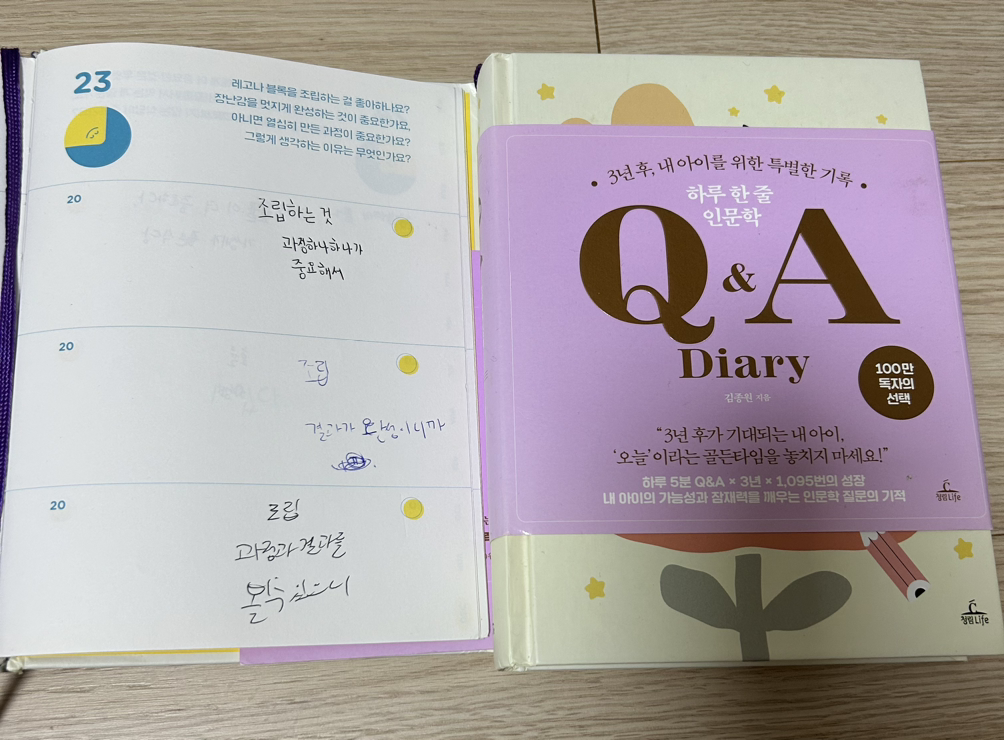 23
레고나 블록을 조립하는 걸 좋아하나요?
장난감을 멋지게 완성하는 것이 중요한가요,
아니면 열심히 만든 과정이 중요한가요?
그렇게 생각하는 이유는 무엇인가요?
20
조립하는 것
과정하나하나가
중요해서
20
조립
결과가 완성이니까
20
조립
과정과 결과를
볼 수 있으니
• 3년 후, 내 아이를 위한 특별한 기록 •
하루 한 줄
인문학
Q & A
Diary
100만
독자의
선택
김종원 지음
“3년 후가 기대되는 내 아이,
‘오늘’이라는 골든타임을 놓치지 마세요!”
하루 5분 Q&A × 3년 × 1,095번의 성장
내 아이의 가능성과 잠재력을 깨우는 인문학 질문의 기적
청림Life
청림Life